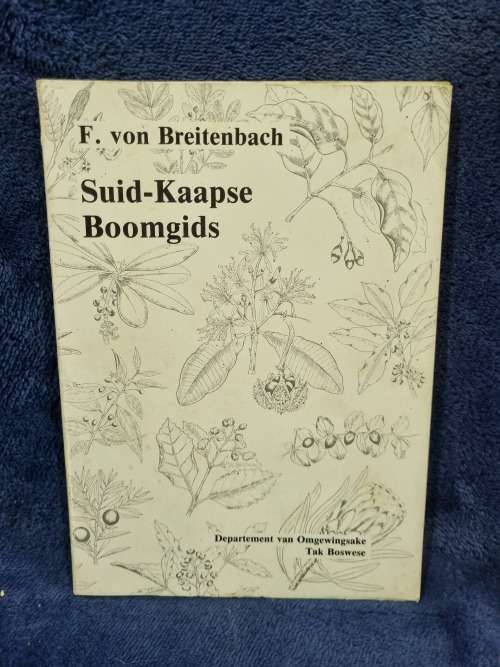 F. von Breitenbach
Suid-Kaapse
Boomgids
Departement van Omgewingsake
Tak Boswese